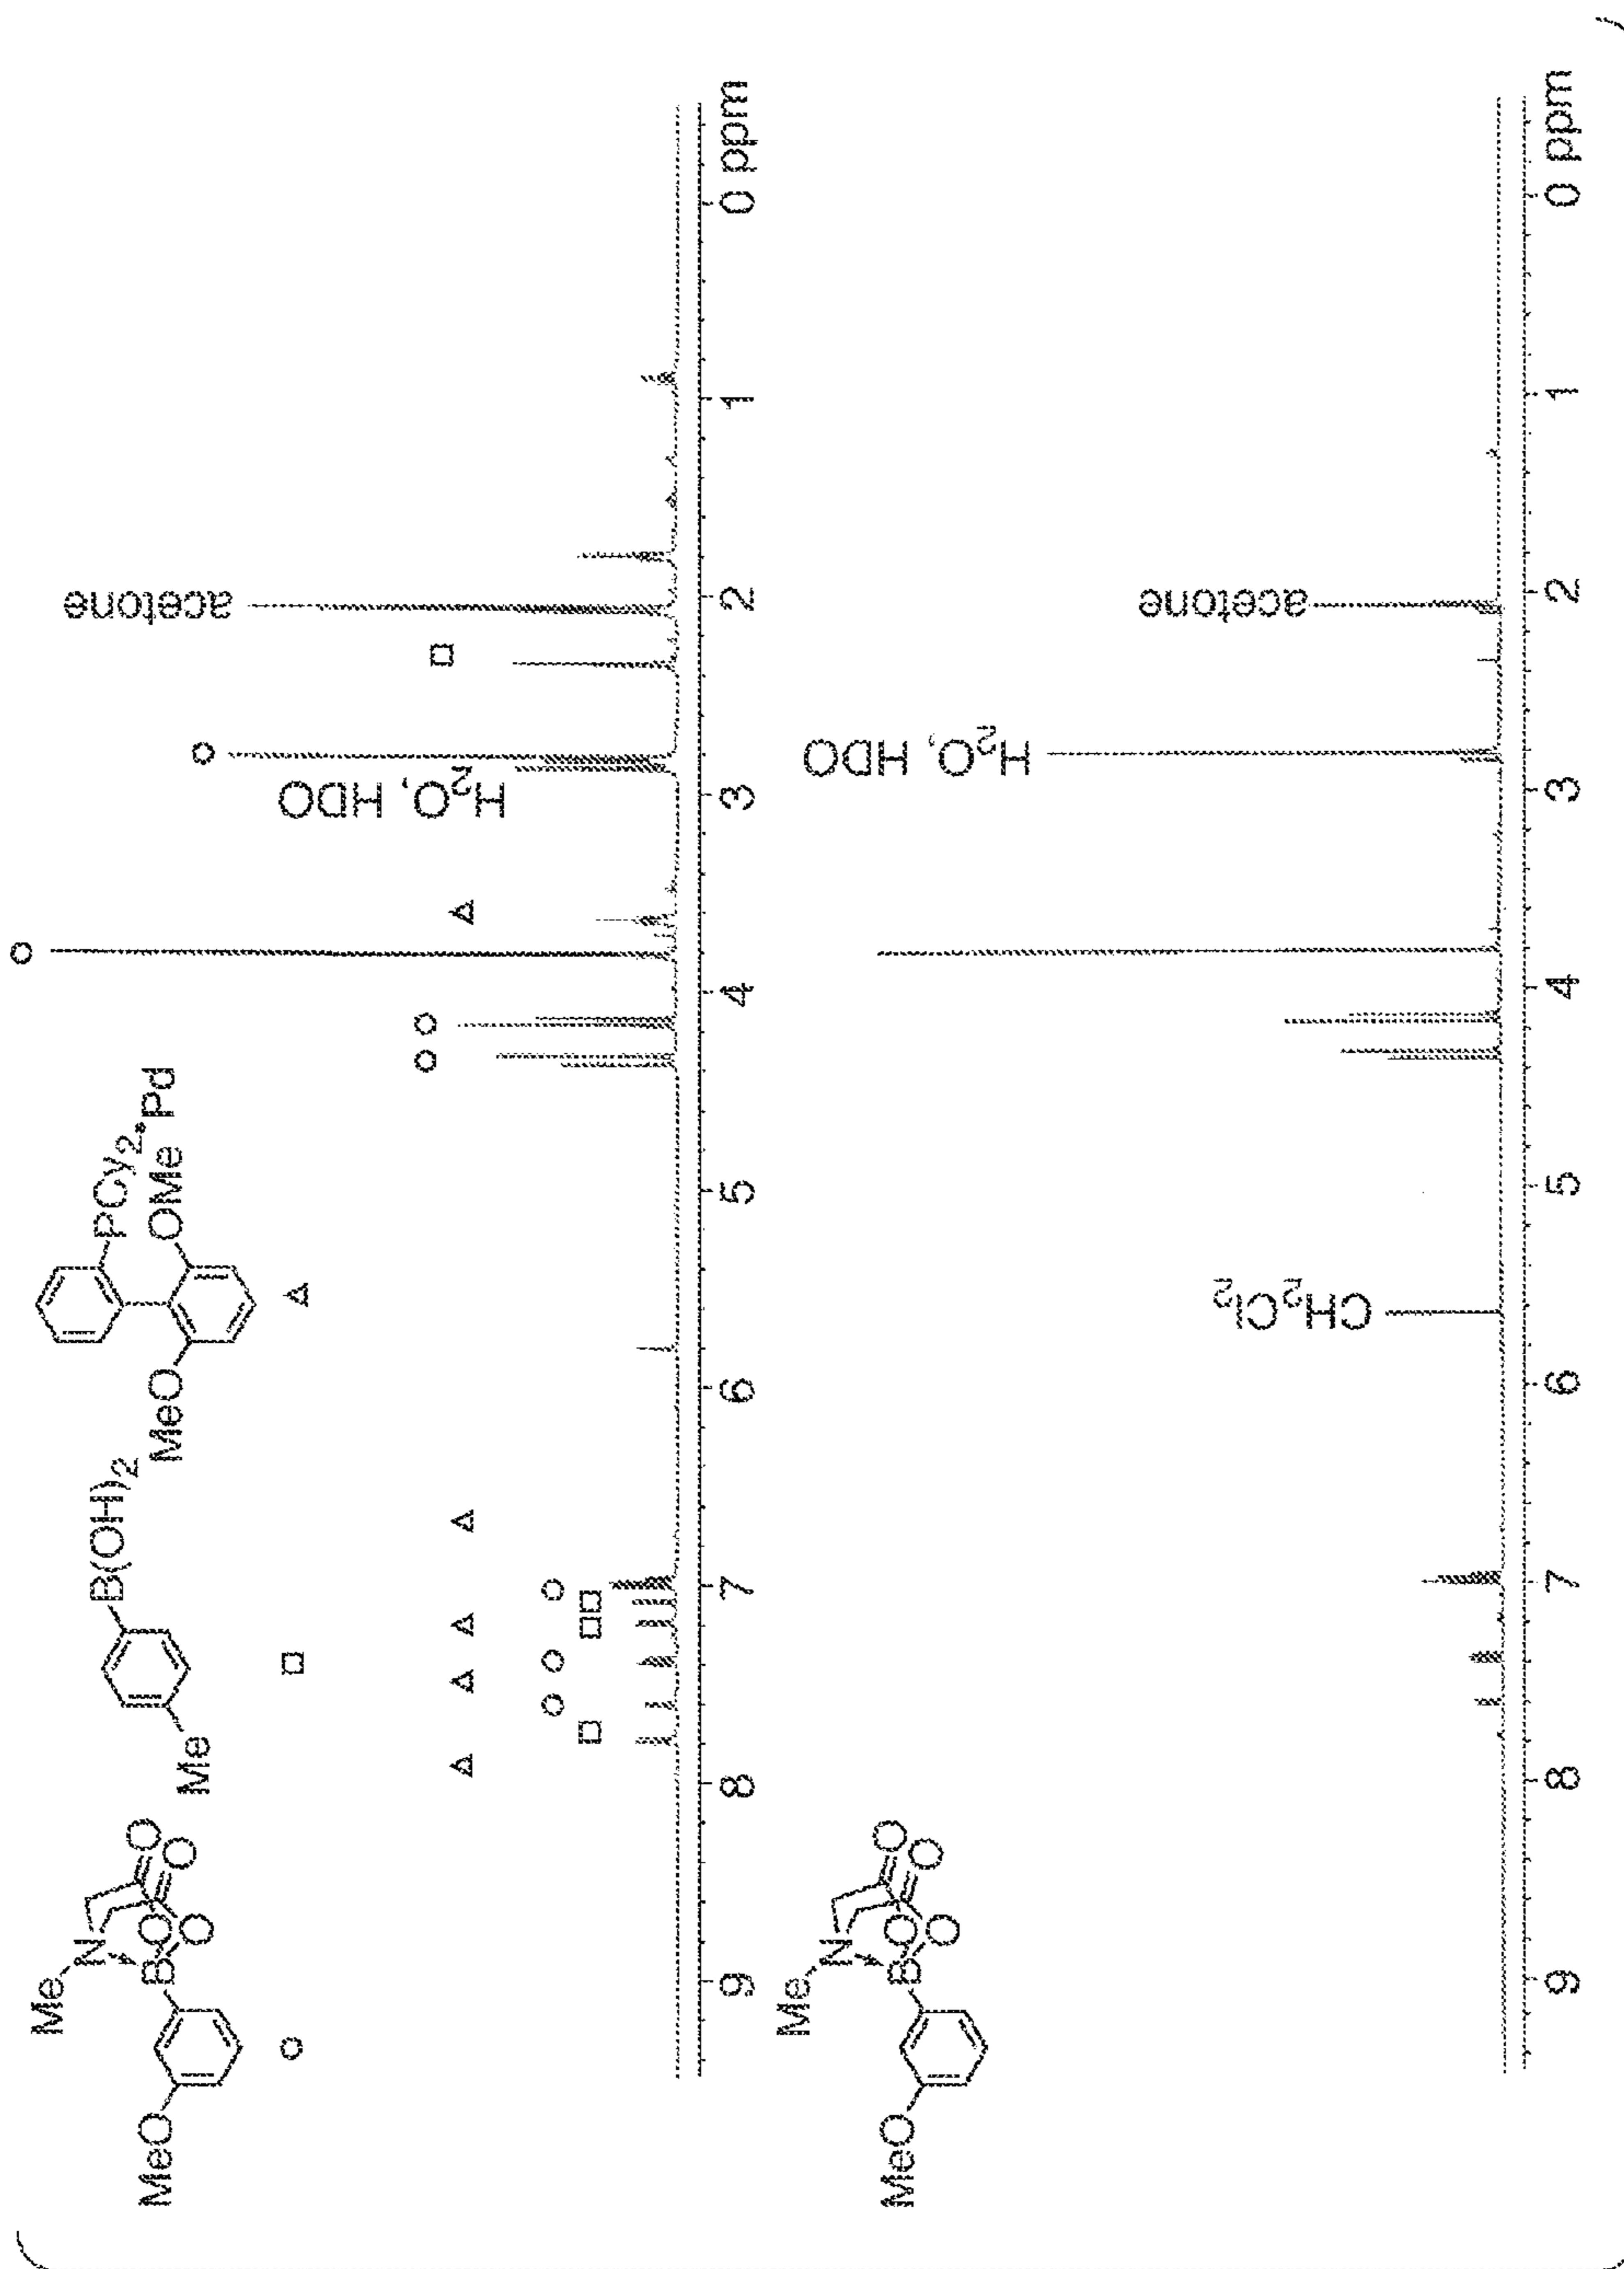 MeO
Me
N
B
O
O
O
O
Me
B(OH)2
MeO
OMe
PCy2•Pd
acetone
H2O, HDO
9 8 7 6 5 4 3 2 1 0 ppm
MeO
Me
N
B
O
O
O
O
CH2Cl2
H2O, HDO
acetone
9 8 7 6 5 4 3 2 1 0 ppm